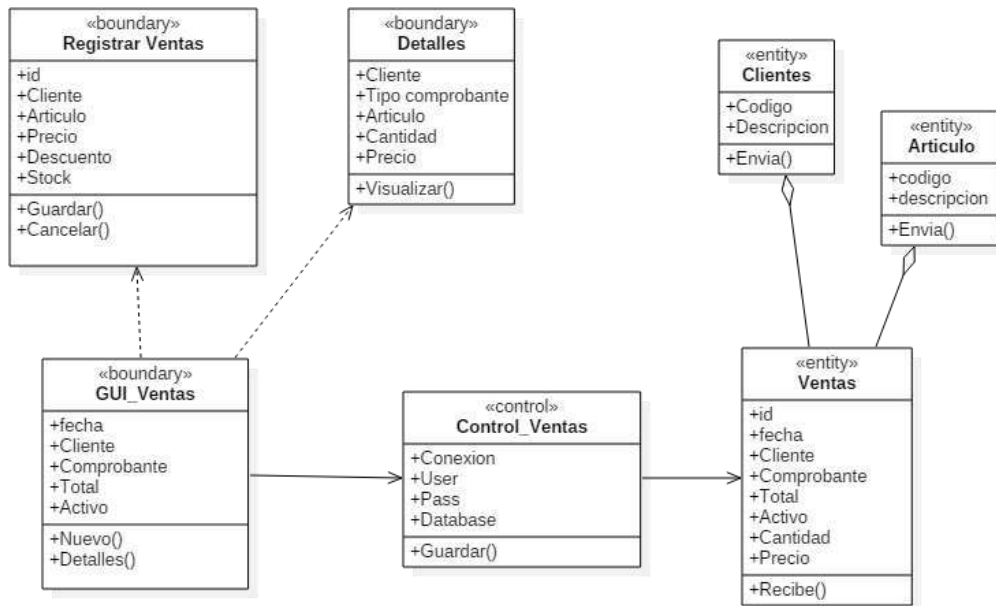 «boundary»
Registrar Ventas
+id
+Cliente
+Articulo
+Precio
+Descuento
+Stock
+Guardar()
+Cancelar()
«boundary»
Detalles
+Cliente
+Tipo comprobante
+Articulo
+Cantidad
+Precio
+Visualizar()
«entity»
Clientes
+Codigo
+Descripcion
+Envia()
«entity»
Articulo
+codigo
+descripcion
+Envia()
«boundary»
GUI_Ventas
+fecha
+Cliente
+Comprobante
+Total
+Activo
+Nuevo()
+Detalles()
«control»
Control_Ventas
+Conexion
+User
+Pass
+Database
+Guardar()
«entity»
Ventas
+id
+fecha
+Cliente
+Comprobante
+Total
+Activo
+Cantidad
+Precio
+Recibe()